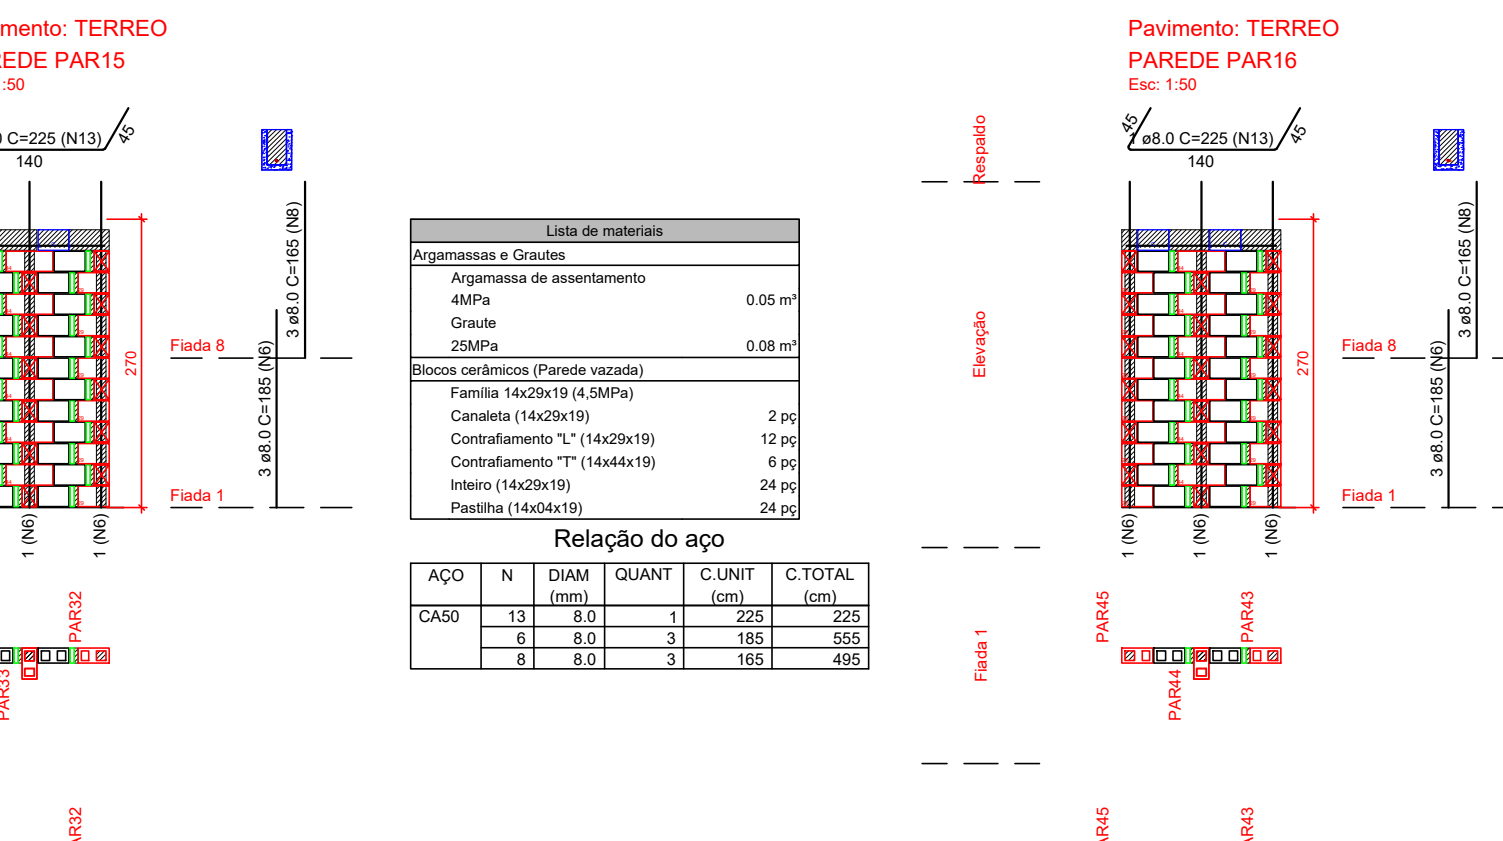 mento: TERREO
EDE PAR15
:50
0 C=225 (N13)
45
140
3 ø8.0 C=165 (N8)
3 ø8.0 C=185 (N6)
270
Fiada 8
Fiada 1
1 (N6)
1 (N6)
PAR32
PAR33
AR32
Lista de materiais
Argamassas e Grautes
Argamassa de assentamento
4MPa 0.05 m³
Graute
25MPa 0.08 m³
Blocos cerâmicos (Parede vazada)
Família 14x29x19 (4,5MPa)
Canaleta (14x29x19) 2 pç
Contrafiamento "L" (14x29x19) 12 pç
Contrafiamento "T" (14x44x19) 6 pç
Inteiro (14x29x19) 24 pç
Pastilha (14x04x19) 24 pç
Relação do aço
AÇO N DIAM QUANT C.UNIT C.TOTAL
(mm) (cm) (cm)
CA50 13 8.0 1 225 225
6 8.0 3 185 555
8 8.0 3 165 495
Respaldo
Elevação
Fiada 1
Pavimento: TERREO
PAREDE PAR16
Esc: 1:50
45
1 ø8.0 C=225 (N13)
45
140
3 ø8.0 C=165 (N8)
3 ø8.0 C=185 (N6)
270
Fiada 8
Fiada 1
1 (N6)
1 (N6)
1 (N6)
PAR45
PAR43
PAR44
AR45
AR43